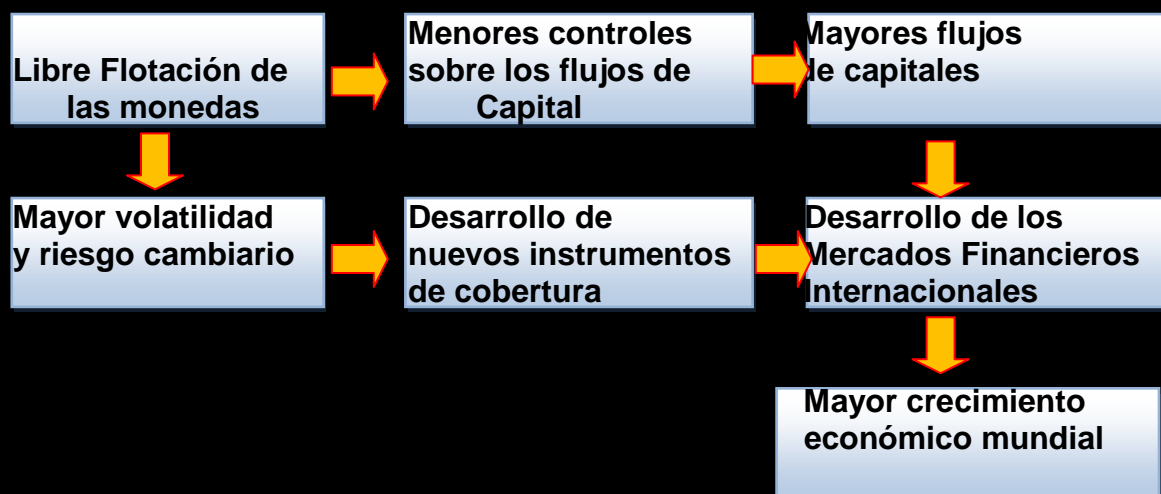 Libre Flotación de
las monedas
Menores controles
sobre los flujos de
Capital
Mayores flujos
de capitales
Mayor volatilidad
y riesgo cambiario
Desarrollo de
nuevos instrumentos
de cobertura
Desarrollo de los
Mercados Financieros
Internacionales
Mayor crecimiento
económico mundial